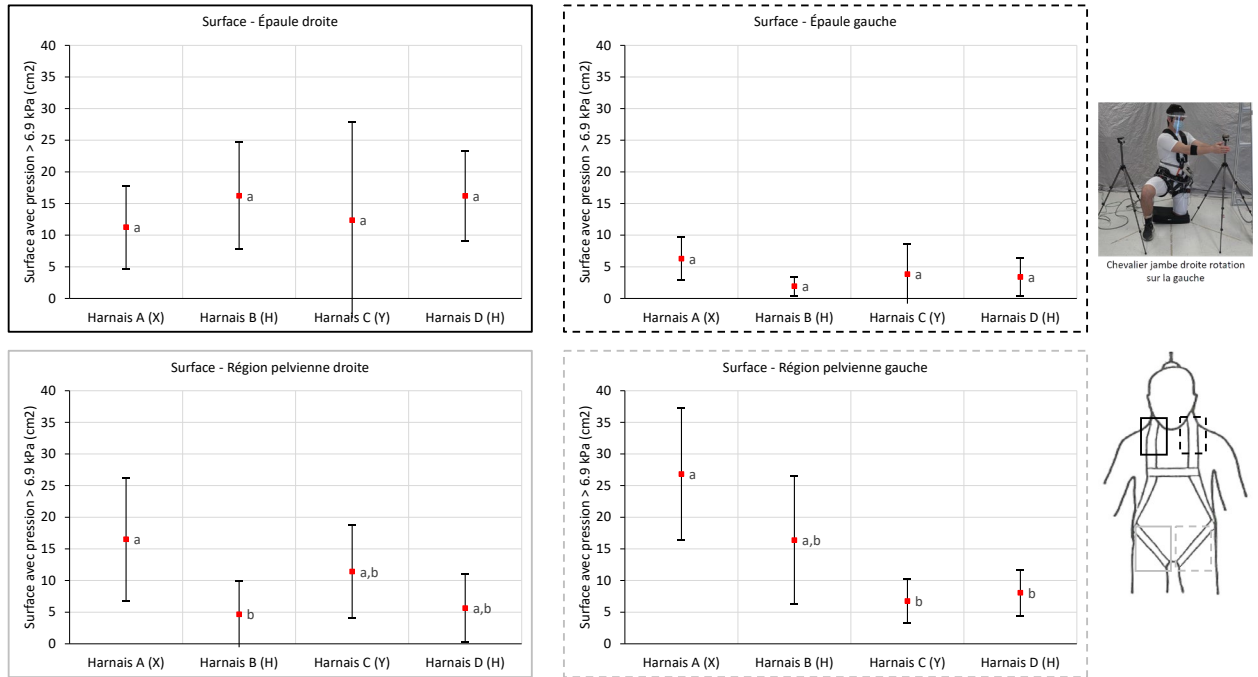 Surface - Épaule droite
Surface avec pression > 6.9 kPa (cm2)
40
35
30
25
20
15
10
5
0
a
a
a
a
Harnais A (X) Harnais B (H) Harnais C (Y) Harnais D (H)
Surface - Épaule gauche
Surface avec pression > 6.9 kPa (cm2)
40
35
30
25
20
15
10
5
0
a
a
a
a
Harnais A (X) Harnais B (H) Harnais C (Y) Harnais D (H)
Chevalier jambe droite rotation
sur la gauche
Surface - Région pelvienne droite
Surface avec pression > 6.9 kPa (cm2)
40
35
30
25
20
15
10
5
0
a
b
a,b
a,b
Harnais A (X) Harnais B (H) Harnais C (Y) Harnais D (H)
Surface - Région pelvienne gauche
Surface avec pression > 6.9 kPa (cm2)
40
35
30
25
20
15
10
5
0
a
a,b
b
b
Harnais A (X) Harnais B (H) Harnais C (Y) Harnais D (H)